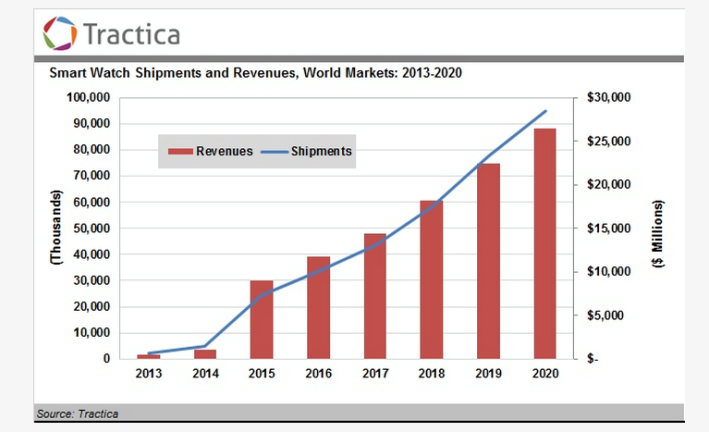 Tractica
Smart Watch Shipments and Revenues, World Markets: 2013-2020
100,000
90,000
80,000
70,000
60,000
50,000
40,000
30,000
20,000
10,000
0
(Thousands)
Revenues
Shipments
$30,000
$25,000
$20,000
$15,000
$10,000
$5,000
$-
($ Millions)
2013 2014 2015 2016 2017 2018 2019 2020
Source: Tractica